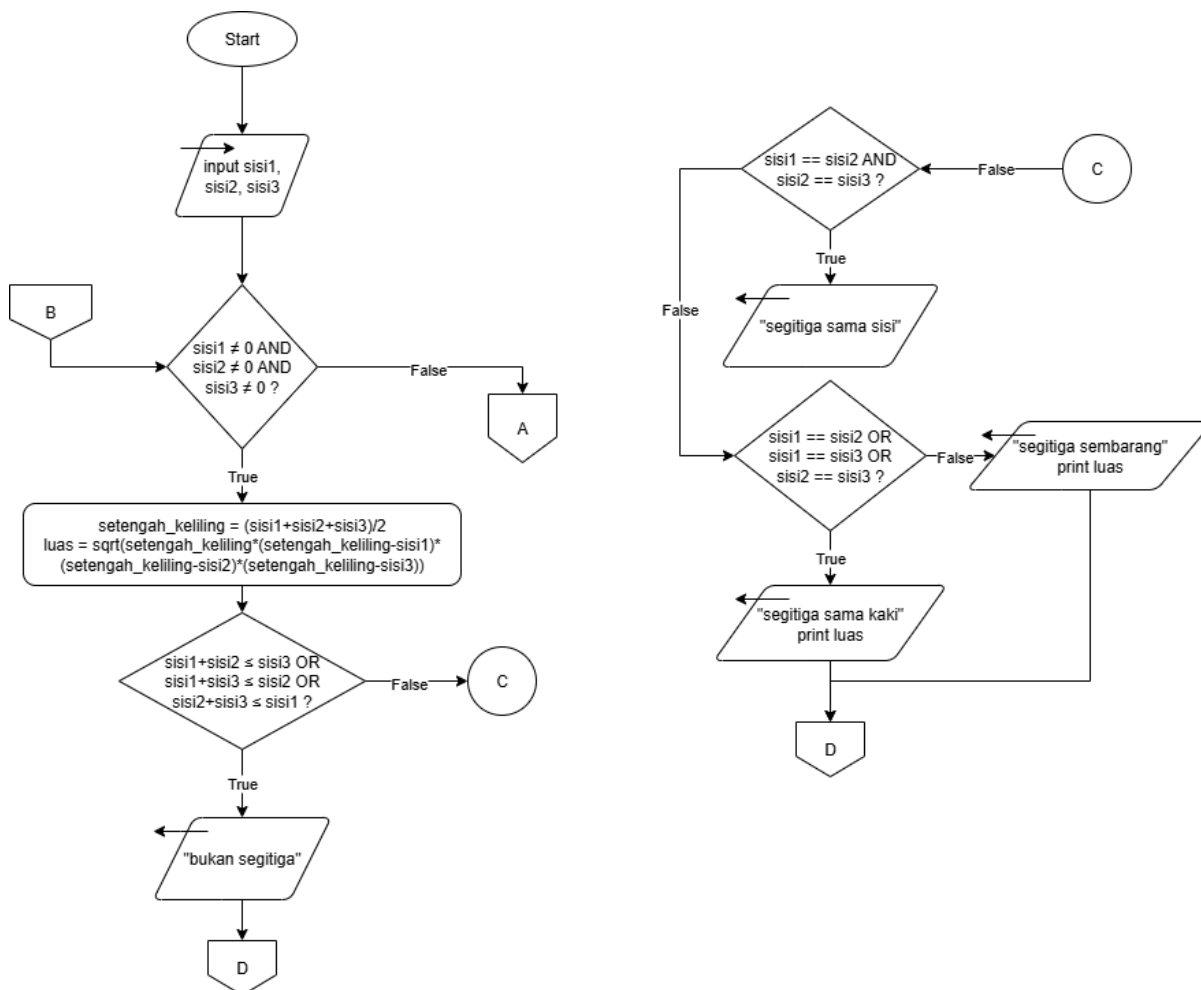 Start
input sisi1,
sisi2, sisi3
B
sisi1 ≠ 0 AND
sisi2 ≠ 0 AND
sisi3 ≠ 0 ?
False
A
True
setengah_keliling = (sisi1+sisi2+sisi3)/2
luas = sqrt(setengah_keliling*(setengah_keliling-sisi1)*
(setengah_keliling-sisi2)*(setengah_keliling-sisi3))
sisi1+sisi2 ≤ sisi3 OR
sisi1+sisi3 ≤ sisi2 OR
sisi2+sisi3 ≤ sisi1 ?
False
C
True
"bukan segitiga"
D
sisi1 == sisi2 AND
sisi2 == sisi3 ?
False
C
True
"segitiga sama sisi"
False
sisi1 == sisi2 OR
sisi1 == sisi3 OR
sisi2 == sisi3 ?
False
"segitiga sembarang"
print luas
True
"segitiga sama kaki"
print luas
D